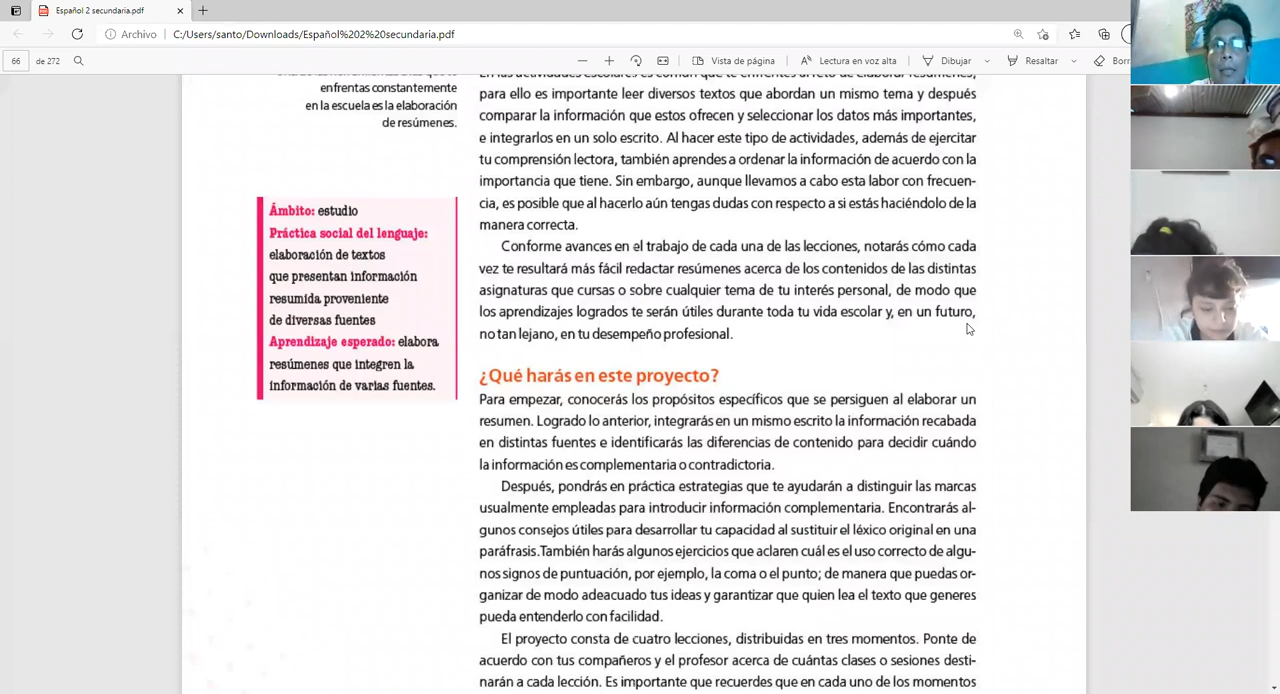 Español 2 secundaria.pdf
Archivo
C:/Users/santo/Downloads/Español%202%20secundaria.pdf
66 de 272
Vista de página
Lectura en voz alta
Dibujar
Resaltar
Borr
enfrentas constantemente
en la escuela es la elaboración
de resúmenes.
Ámbito: estudio
Práctica social del lenguaje:
elaboración de textos
que presentan información
resumida proveniente
de diversas fuentes
Aprendizaje esperado: elabora
resúmenes que integren la
información de varias fuentes.
En las actividades escolares es común que te enfrentes al reto de elaborar resúmenes,
para ello es importante leer diversos textos que abordan un mismo tema y después
comparar la información que estos ofrecen y seleccionar los datos más importantes,
e integrarlos en un solo escrito. Al hacer este tipo de actividades, además de ejercitar
tu comprensión lectora, también aprendes a ordenar la información de acuerdo con la
importancia que tiene. Sin embargo, aunque llevamos a cabo esta labor con frecuen-
cia, es posible que al hacerlo aún tengas dudas con respecto a si estás haciéndolo de la
manera correcta.
Conforme avances en el trabajo de cada una de las lecciones, notarás cómo cada
vez te resultará más fácil redactar resúmenes acerca de los contenidos de las distintas
asignaturas que cursas o sobre cualquier tema de tu interés personal, de modo que
los aprendizajes logrados te serán útiles durante toda tu vida escolar y, en un futuro,
no tan lejano, en tu desempeño profesional.
¿Qué harás en este proyecto?
Para empezar, conocerás los propósitos específicos que se persiguen al elaborar un
resumen. Logrado lo anterior, integrarás en un mismo escrito la información recabada
en distintas fuentes e identificarás las diferencias de contenido para decidir cuándo
la información es complementaria o contradictoria.
Después, pondrás en práctica estrategias que te ayudarán a distinguir las marcas
usualmente empleadas para introducir información complementaria. Encontrarás al-
gunos consejos útiles para desarrollar tu capacidad al sustituir el léxico original en una
paráfrasis.También harás algunos ejercicios que aclaren cuál es el uso correcto de algu-
nos signos de puntuación, por ejemplo, la coma o el punto; de manera que puedas or-
ganizar de modo adeacuado tus ideas y garantizar que quien lea el texto que generes
pueda entenderlo con facilidad.
El proyecto consta de cuatro lecciones, distribuidas en tres momentos. Ponte de
acuerdo con tus compañeros y el profesor acerca de cuántas clases o sesiones desti-
narán a cada lección. Es importante que recuerdes que en cada uno de los momentos